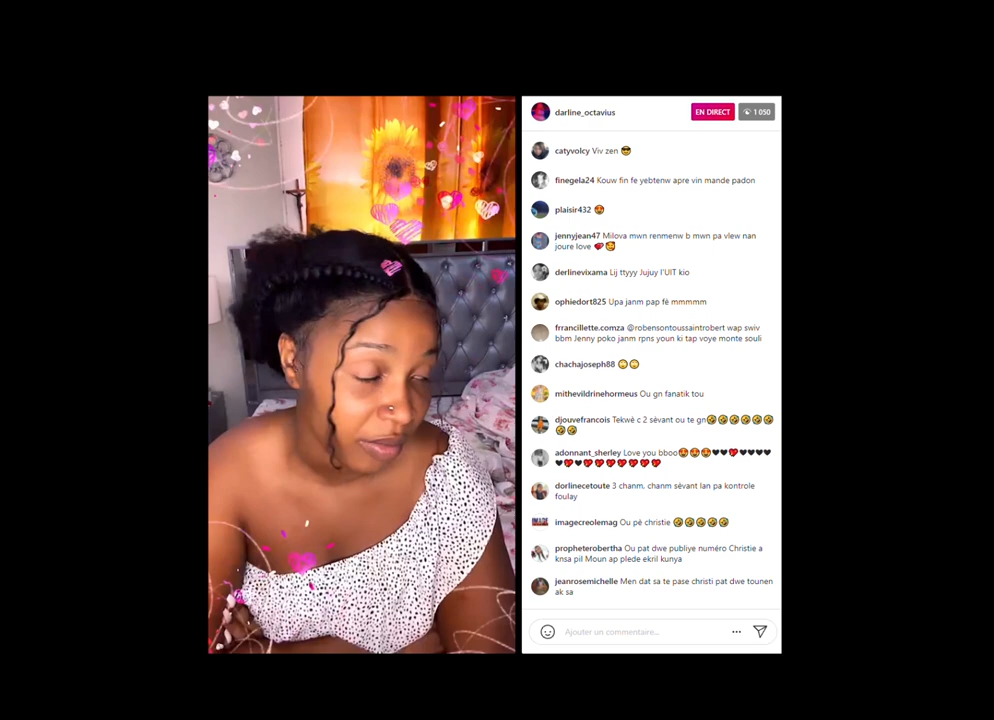 darline_octavius
EN DIRECT
1 050
catyvolcy Viv zen 😎
finegela24 Kouw fin fe yebtenw apre vin mande padon
plaisir432 😍
jennyjean47 Milova mwn renmenw b mwn pa vlew nan
joure love 💕🥰
derlinevixama Lij ttyyy Jujuy l'UIT kio
ophiedort825 Upa janm pap fè mmmmm
frrancillette.comza @robensontoussaintrobert wap swiv
bbm Jenny poko janm rpns youn ki tap voye monte souli
chachajoseph88 🙄🙄
mithevildrinehormeus Ou gn fanatik tou
djouvefrancois Tekwè c 2 sèvant ou te gn🤣🤣🤣🤣🤣🤣
🤣🤣
adonnant_sherley Love you bboo😍😍😍🖤🖤💖🖤🖤🖤🖤
🖤💖🖤💖💖💖💖💖💖💖
dorlinecetoute 3 chanm, chanm sèvant lan pa kontrole
foulay
imagecreolemag Ou pè christie 🤣🤣🤣🤣🤣
propheterobertha Ou pat dwe publiye numéro Christie a
knsa pil Moun ap plede ekril kunya
jeanrosemichelle Men dat sa te pase christi pat dwe tounen
ak sa
Ajouter un commentaire...